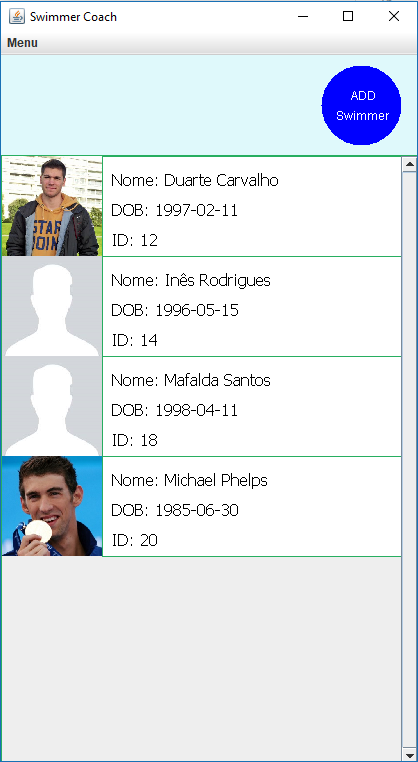 Swimmer Coach
Menu
ADD
Swimmer
Nome: Duarte Carvalho
DOB: 1997-02-11
ID: 12
Nome: Inês Rodrigues
DOB: 1996-05-15
ID: 14
Nome: Mafalda Santos
DOB: 1998-04-11
ID: 18
Nome: Michael Phelps
DOB: 1985-06-30
ID: 20